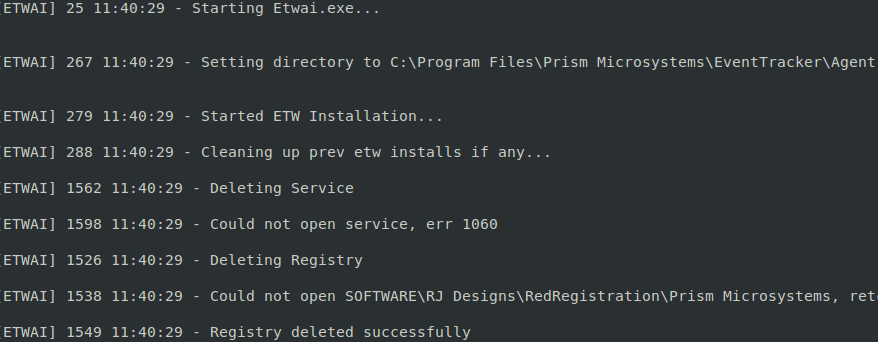 [ETWAI] 25 11:40:29 - Starting Etwai.exe...
[ETWAI] 267 11:40:29 - Setting directory to C:\Program Files\Prism Microsystems\EventTracker\Agent
[ETWAI] 279 11:40:29 - Started ETW Installation...
[ETWAI] 288 11:40:29 - Cleaning up prev etw installs if any...
[ETWAI] 1562 11:40:29 - Deleting Service
[ETWAI] 1598 11:40:29 - Could not open service, err 1060
[ETWAI] 1526 11:40:29 - Deleting Registry
[ETWAI] 1538 11:40:29 - Could not open SOFTWARE\RJ Designs\RedRegistration\Prism Microsystems,
[ETWAI] 1549 11:40:29 - Registry deleted successfully